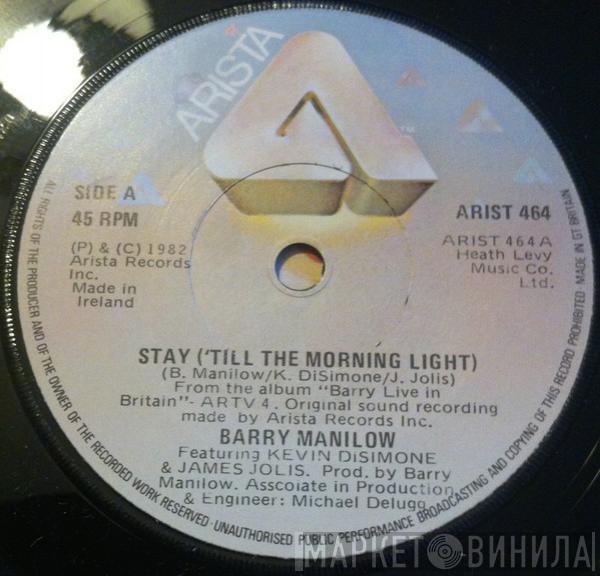 ARISTA
TM
SIDE A
45 RPM
(P) & (C) 1982
Arista Records
Inc.
Made in
Ireland
ARIST 464
ARIST 464 A
Heath Levy
Music Co.
Ltd.
STAY ('TILL THE MORNING LIGHT)
(B. Manilow/K. DiSimone/J. Jolis)
From the album "Barry Live in
Britain"- ARTV 4. Original sound recording
made by Arista Records Inc.
BARRY MANILOW
Featuring KEVIN DiSIMONE
& JAMES JOLIS. Prod. by Barry
Manilow. Asscoiate in Production
& Engineer: Michael Delugg
ALL RIGHTS OF THE PRODUCER AND OF THE OWNER OF THE RECORDED WORK RESERVED·UNAUTHORISED PUBLIC PERFORMANCE BROADCASTING AND COPYING OF THIS RECORD PROHIBITED·MADE IN GT BRITAIN
МАРКЕТ ВИНИЛА